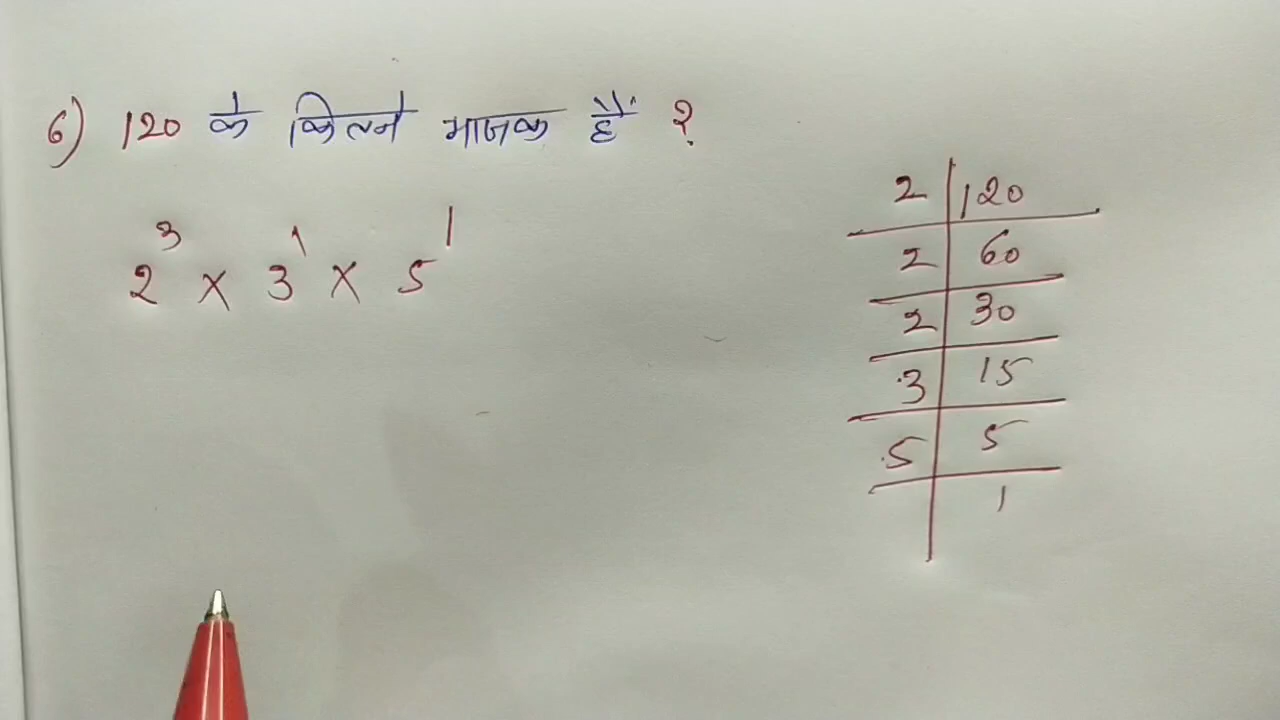 6) 120 के कितने भाजक हैं ?
2³ × 3¹ × 5¹
2 | 120
2 | 60
2 | 30
3 | 15
5 | 5
| 1